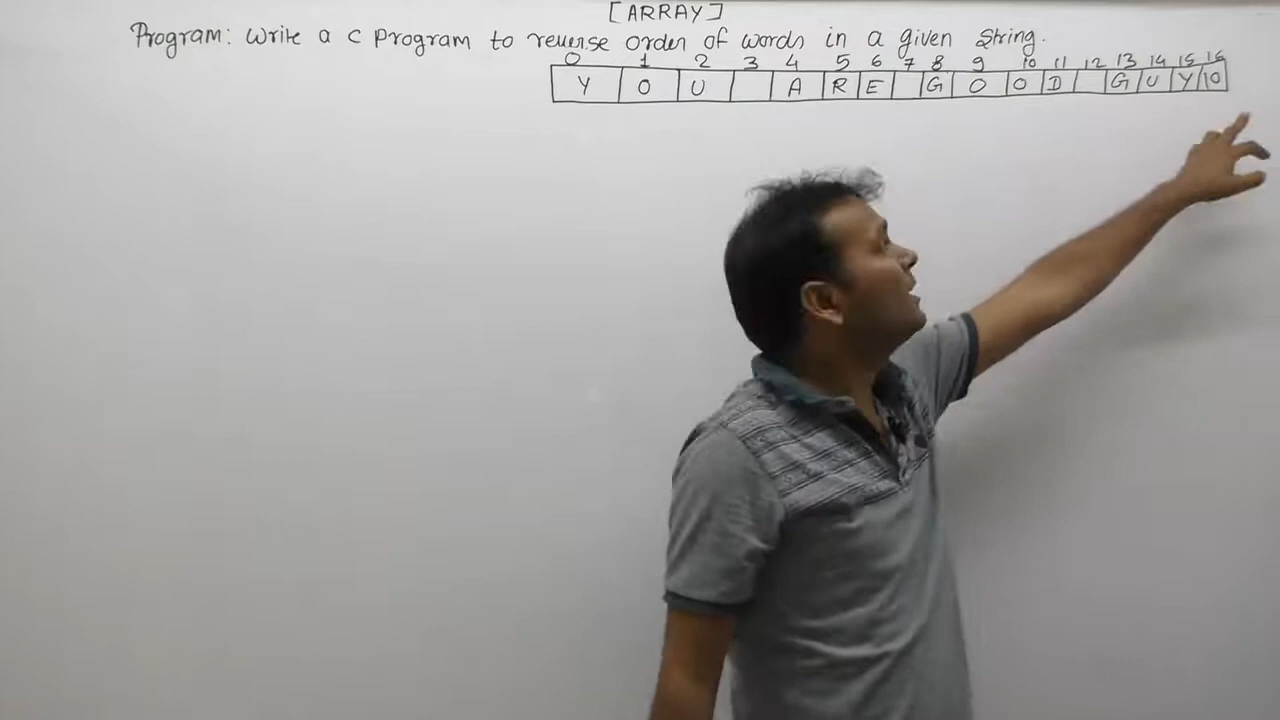 [ARRAY]
Program: Write a c program to reverse order of words in a given String.
0 1 2 3 4 5 6 7 8 9 10 11 12 13 14 15 16
Y O U A R E G O O D G U Y \0